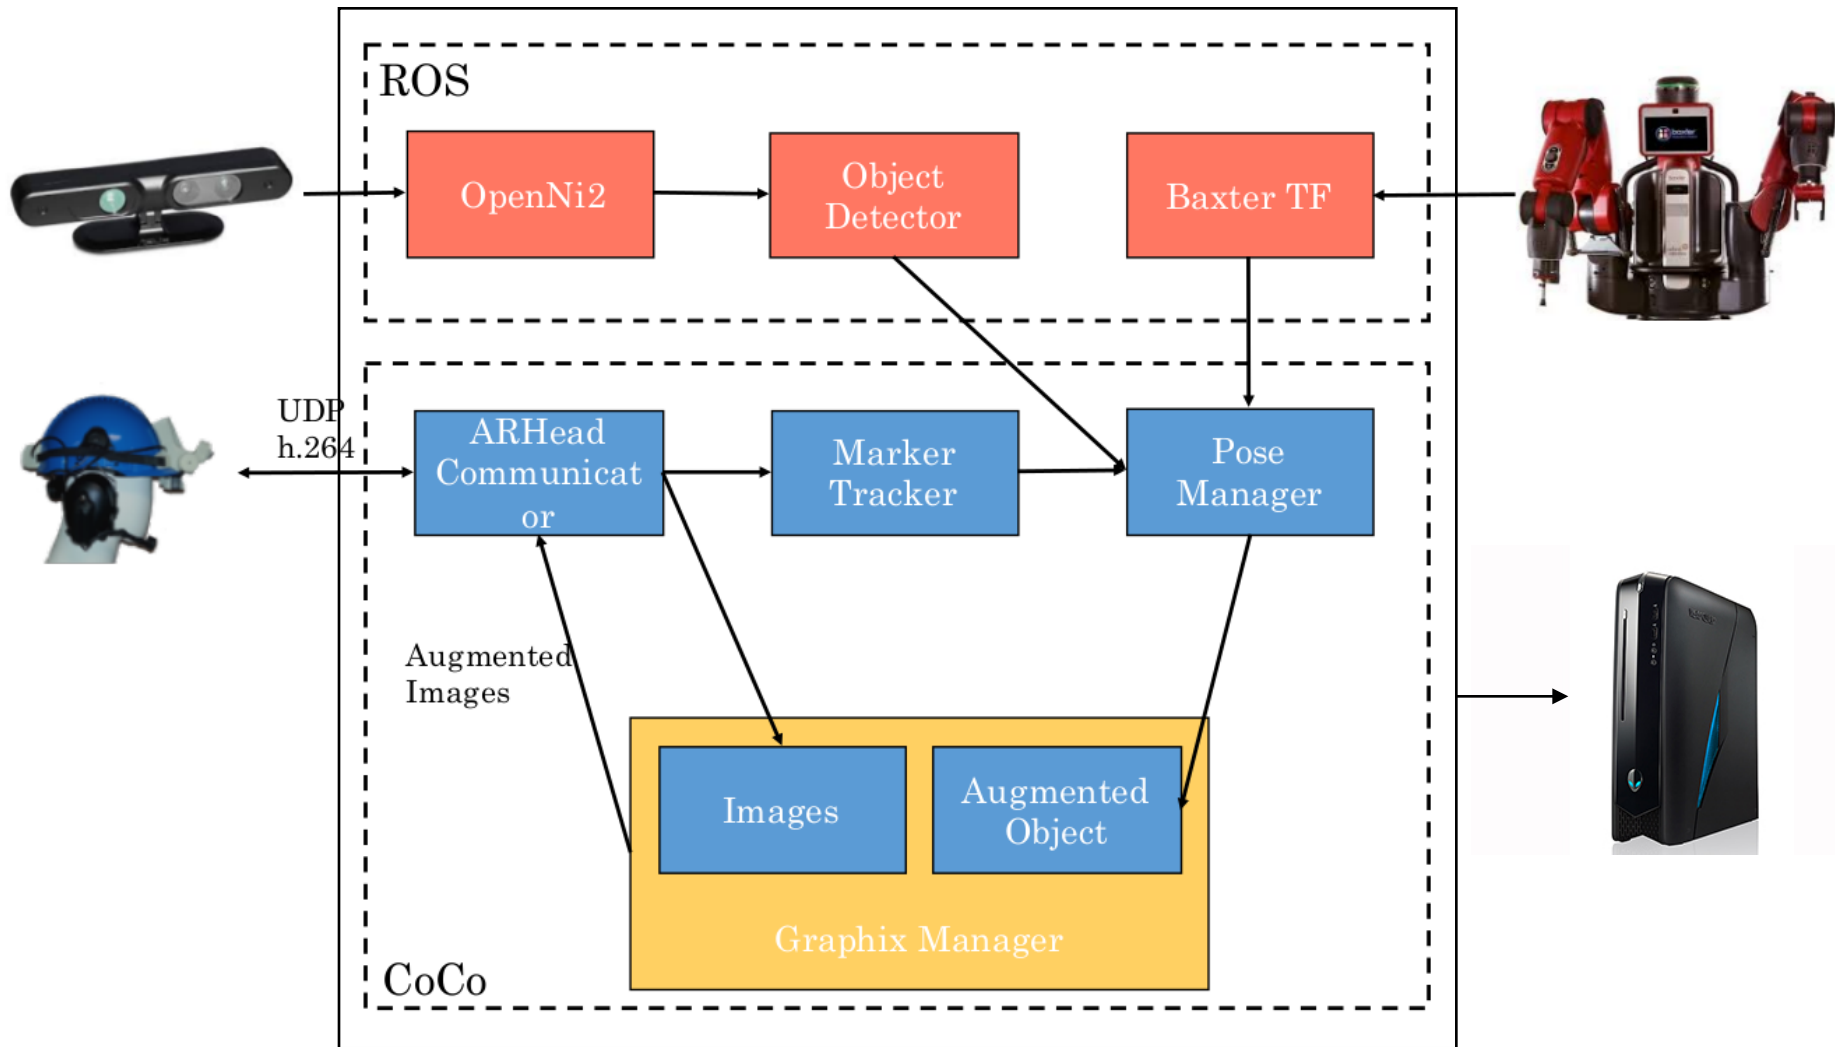 ROS
OpenNi2
Object
Detector
Baxter TF
baxter
UDP
h.264
ARHead
Communicat
or
Marker
Tracker
Pose
Manager
Augmented
Images
Images
Augmented
Object
Graphix Manager
CoCo